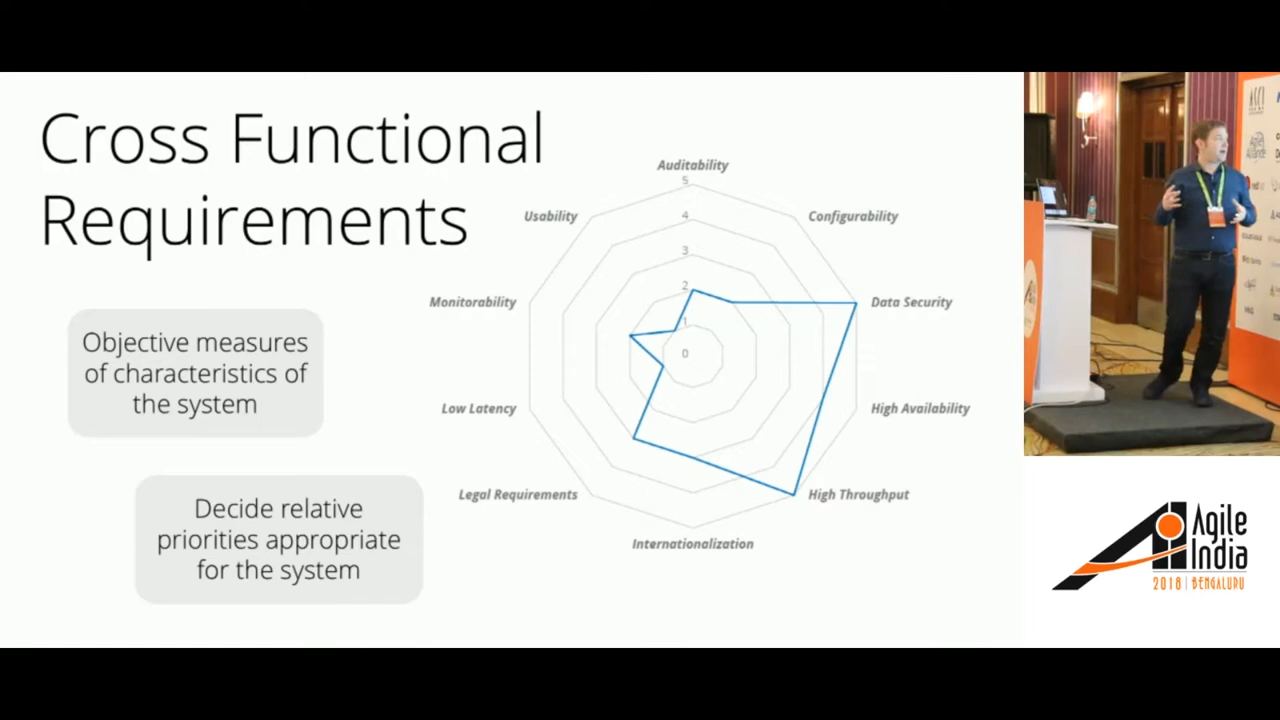 Cross Functional
Requirements
Objective measures
of characteristics of
the system
Decide relative
priorities appropriate
for the system
Auditability
Configurability
Data Security
High Availability
High Throughput
Internationalization
Legal Requirements
Low Latency
Monitorability
Usability
5
4
3
2
1
0
Agile
India
2018 | BENGALURU